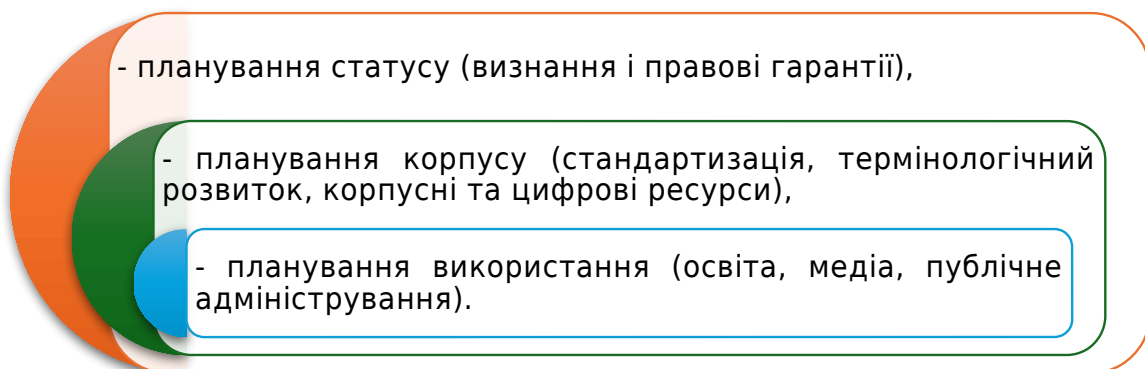 - планування статусу (визнання і правові гарантії),
- планування корпусу (стандартизація, термінологічний
розвиток, корпусні та цифрові ресурси),
- планування використання (освіта, медіа, публічне
адміністрування).